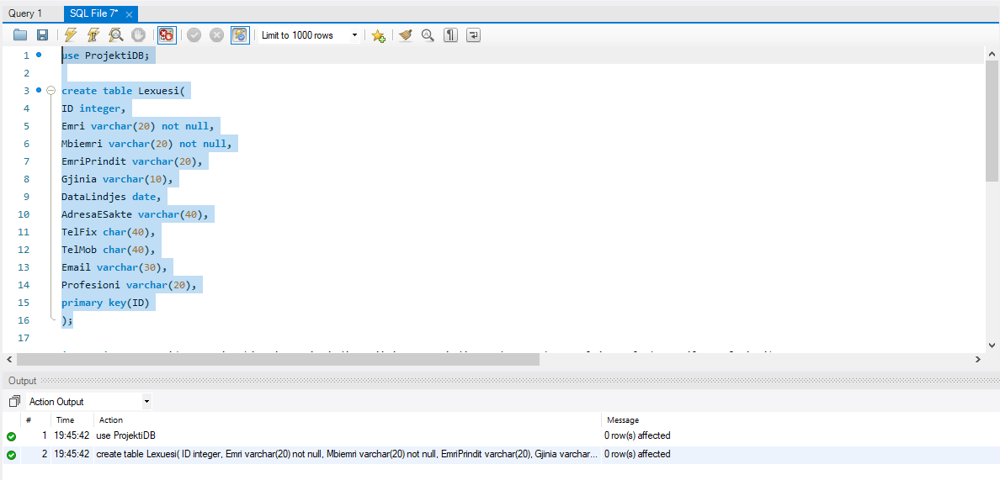 Query 1
SQL File 7*
Limit to 1000 rows
1 use ProjektiDB;
2
3 create table Lexuesi(
4 ID integer,
5 Emri varchar(20) not null,
6 Mbiemri varchar(20) not null,
7 EmriPrindit varchar(20),
8 Gjinia varchar(10),
9 DataLindjes date,
10 AdresaESakte varchar(40),
11 TelFix char(40),
12 TelMob char(40),
13 Email varchar(30),
14 Profesioni varchar(20),
15 primary key(ID)
16 );
17
Output
Action Output
# Time Action Message
1 19:45:42 use ProjektiDB 0 row(s) affected
2 19:45:42 create table Lexuesi( ID integer, Emri varchar(20) not null, Mbiemri varchar(20) not null, EmriPrindit varchar(20), Gjinia varchar... 0 row(s) affected